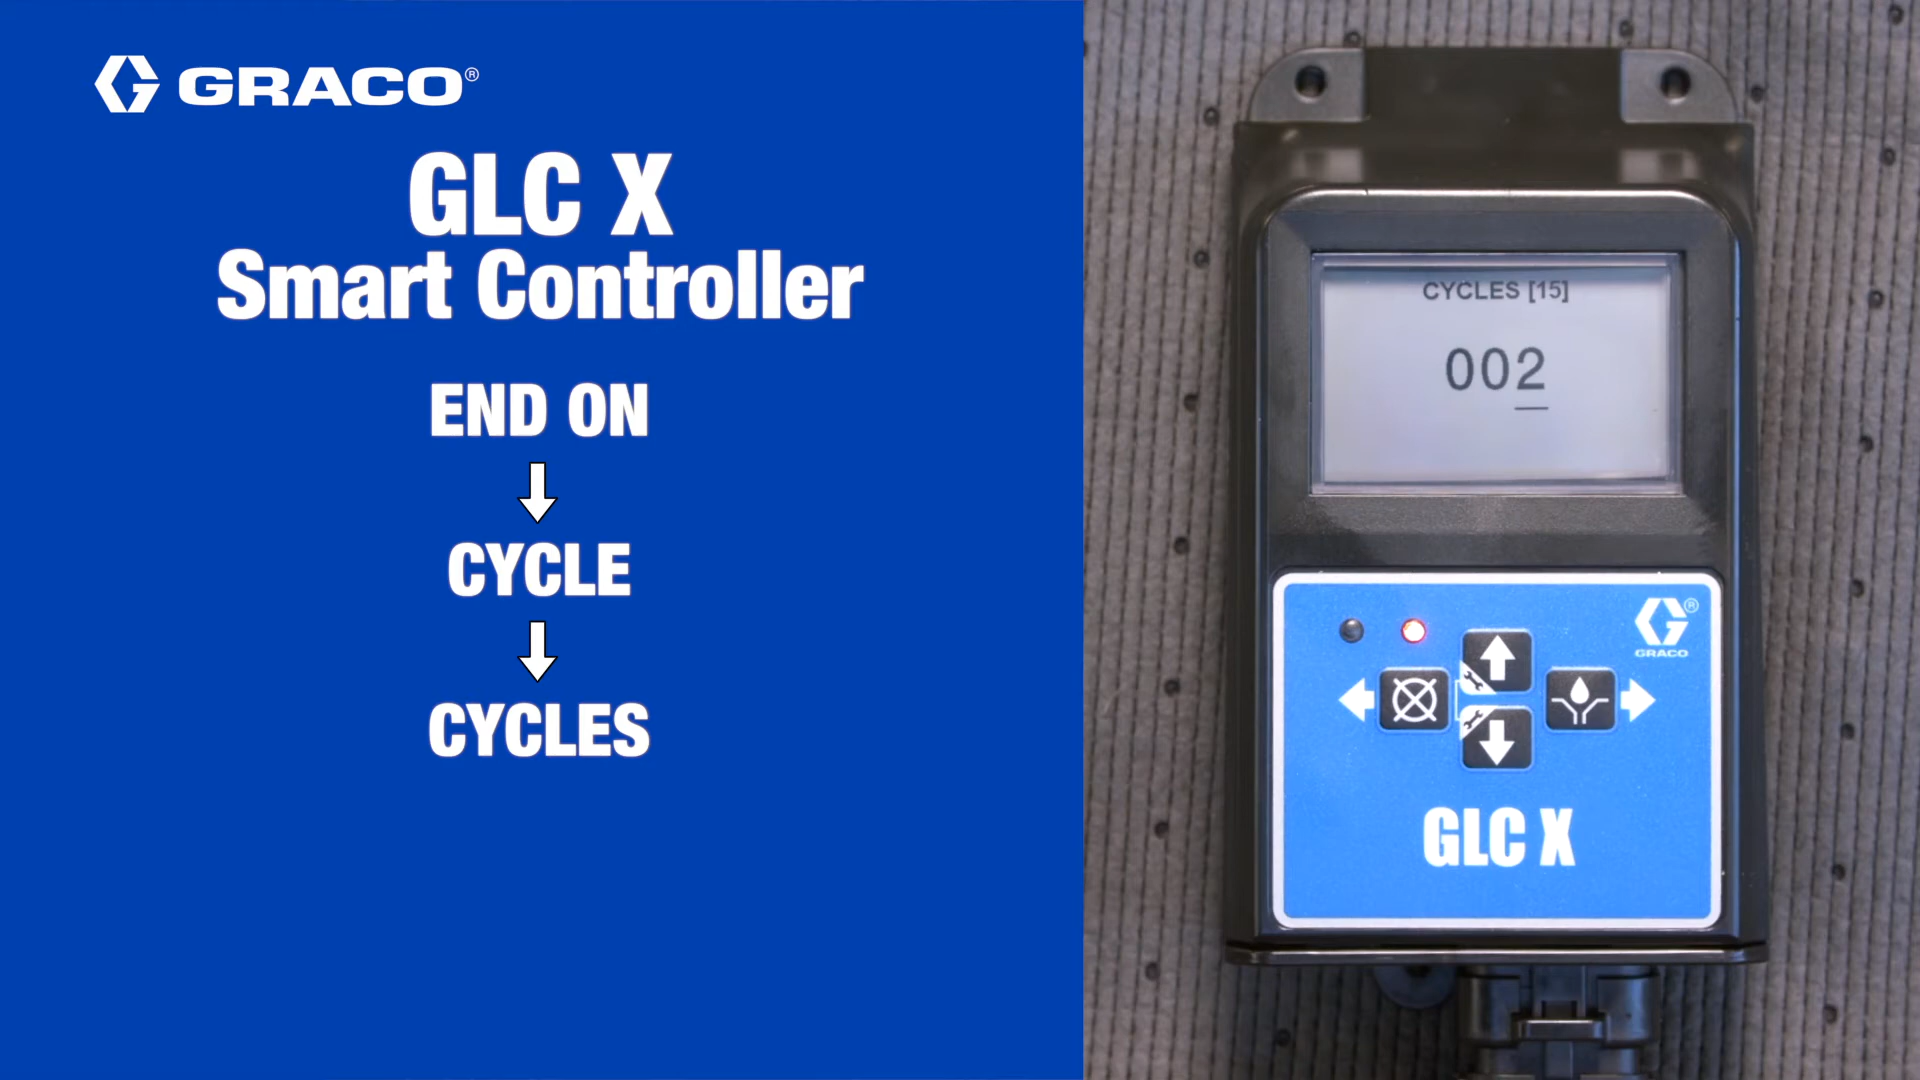 GRACO®
GLC X
Smart Controller
END ON
CYCLE
CYCLES
CYCLES [15]
002
®
GRACO
GLC X